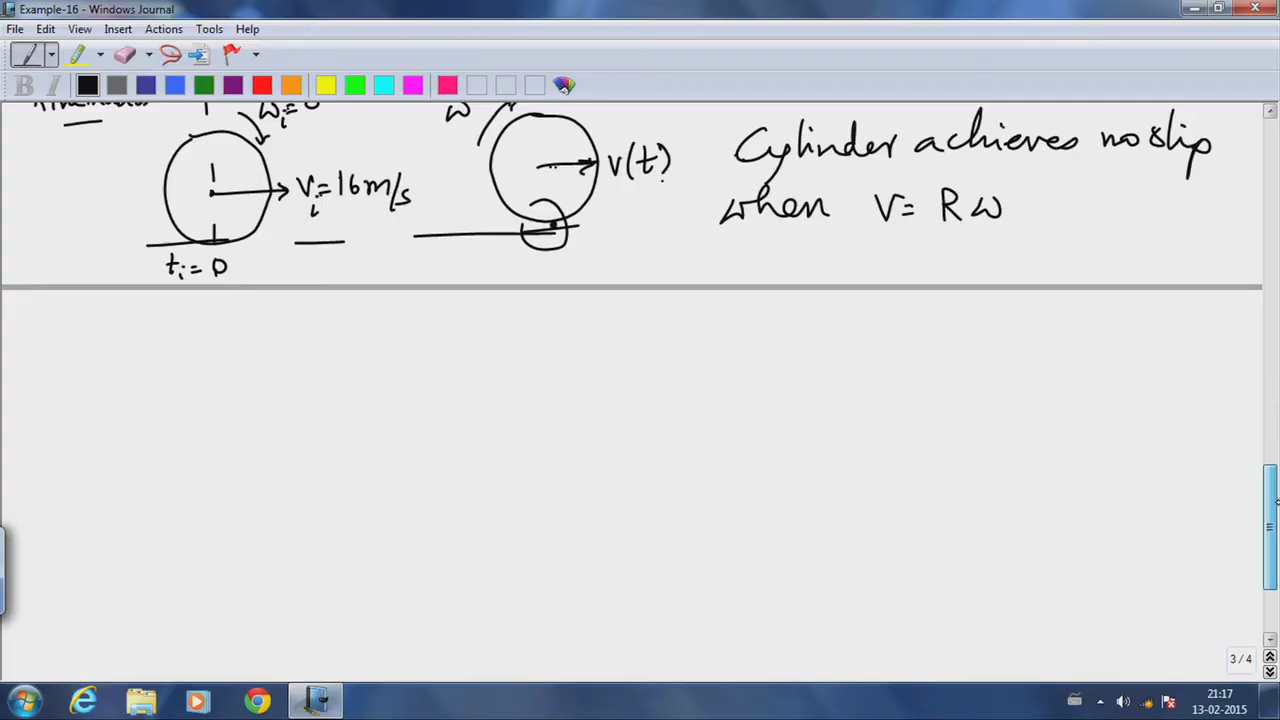 Example-16 - Windows Journal
File Edit View Insert Actions Tools Help
B I
ωi = 0
ω
Cylinder achieves no slip
vi = 16 m/s
v(t)
when V = Rω
ti = 0
3 / 4
21:17
13-02-2015